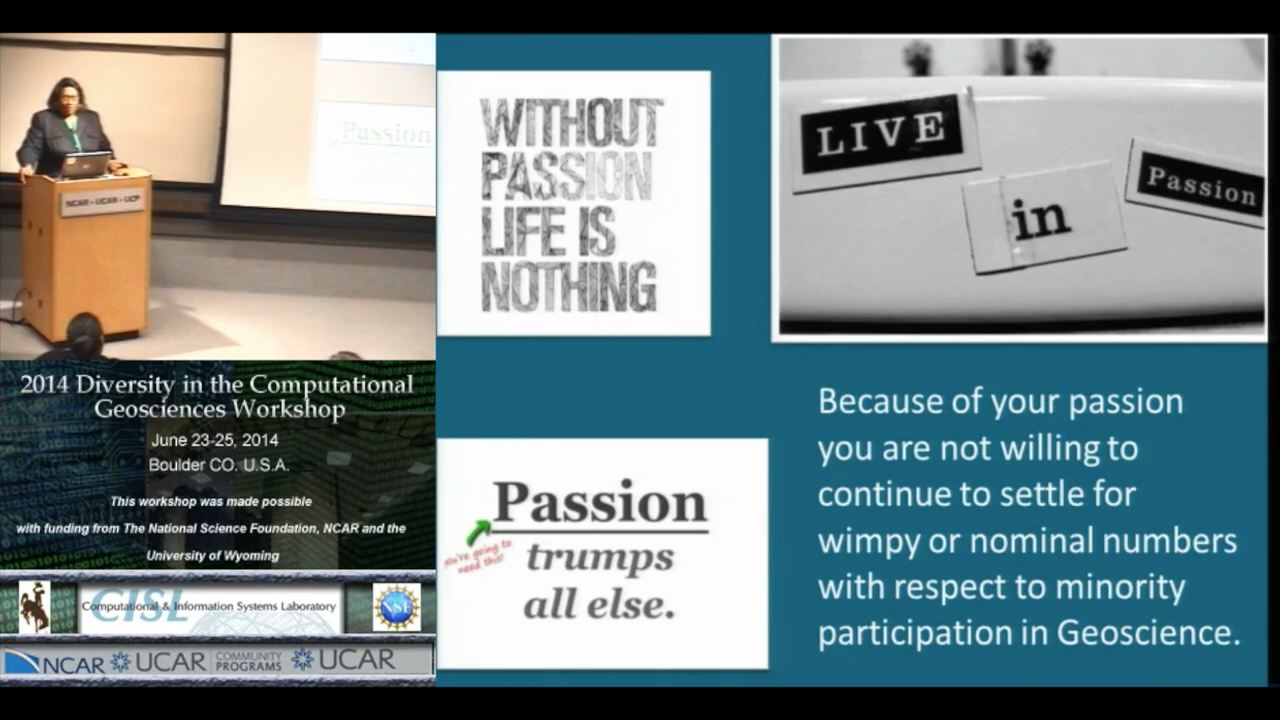 Passion
NCAR • UCAR • UCP
2014 Diversity in the Computational
Geosciences Workshop
June 23-25, 2014
Boulder CO. U.S.A.
This workshop was made possible
with funding from The National Science Foundation, NCAR and the
University of Wyoming
CISL
Computational & Information Systems Laboratory
NSF
NCAR
UCAR
COMMUNITY
PROGRAMS
UCAR
WITHOUT
PASSION
LIFE IS
NOTHING
LIVE
in
Passion
Passion
you're going to
need this!
trumps
all else.
Because of your passion
you are not willing to
continue to settle for
wimpy or nominal numbers
with respect to minority
participation in Geoscience.